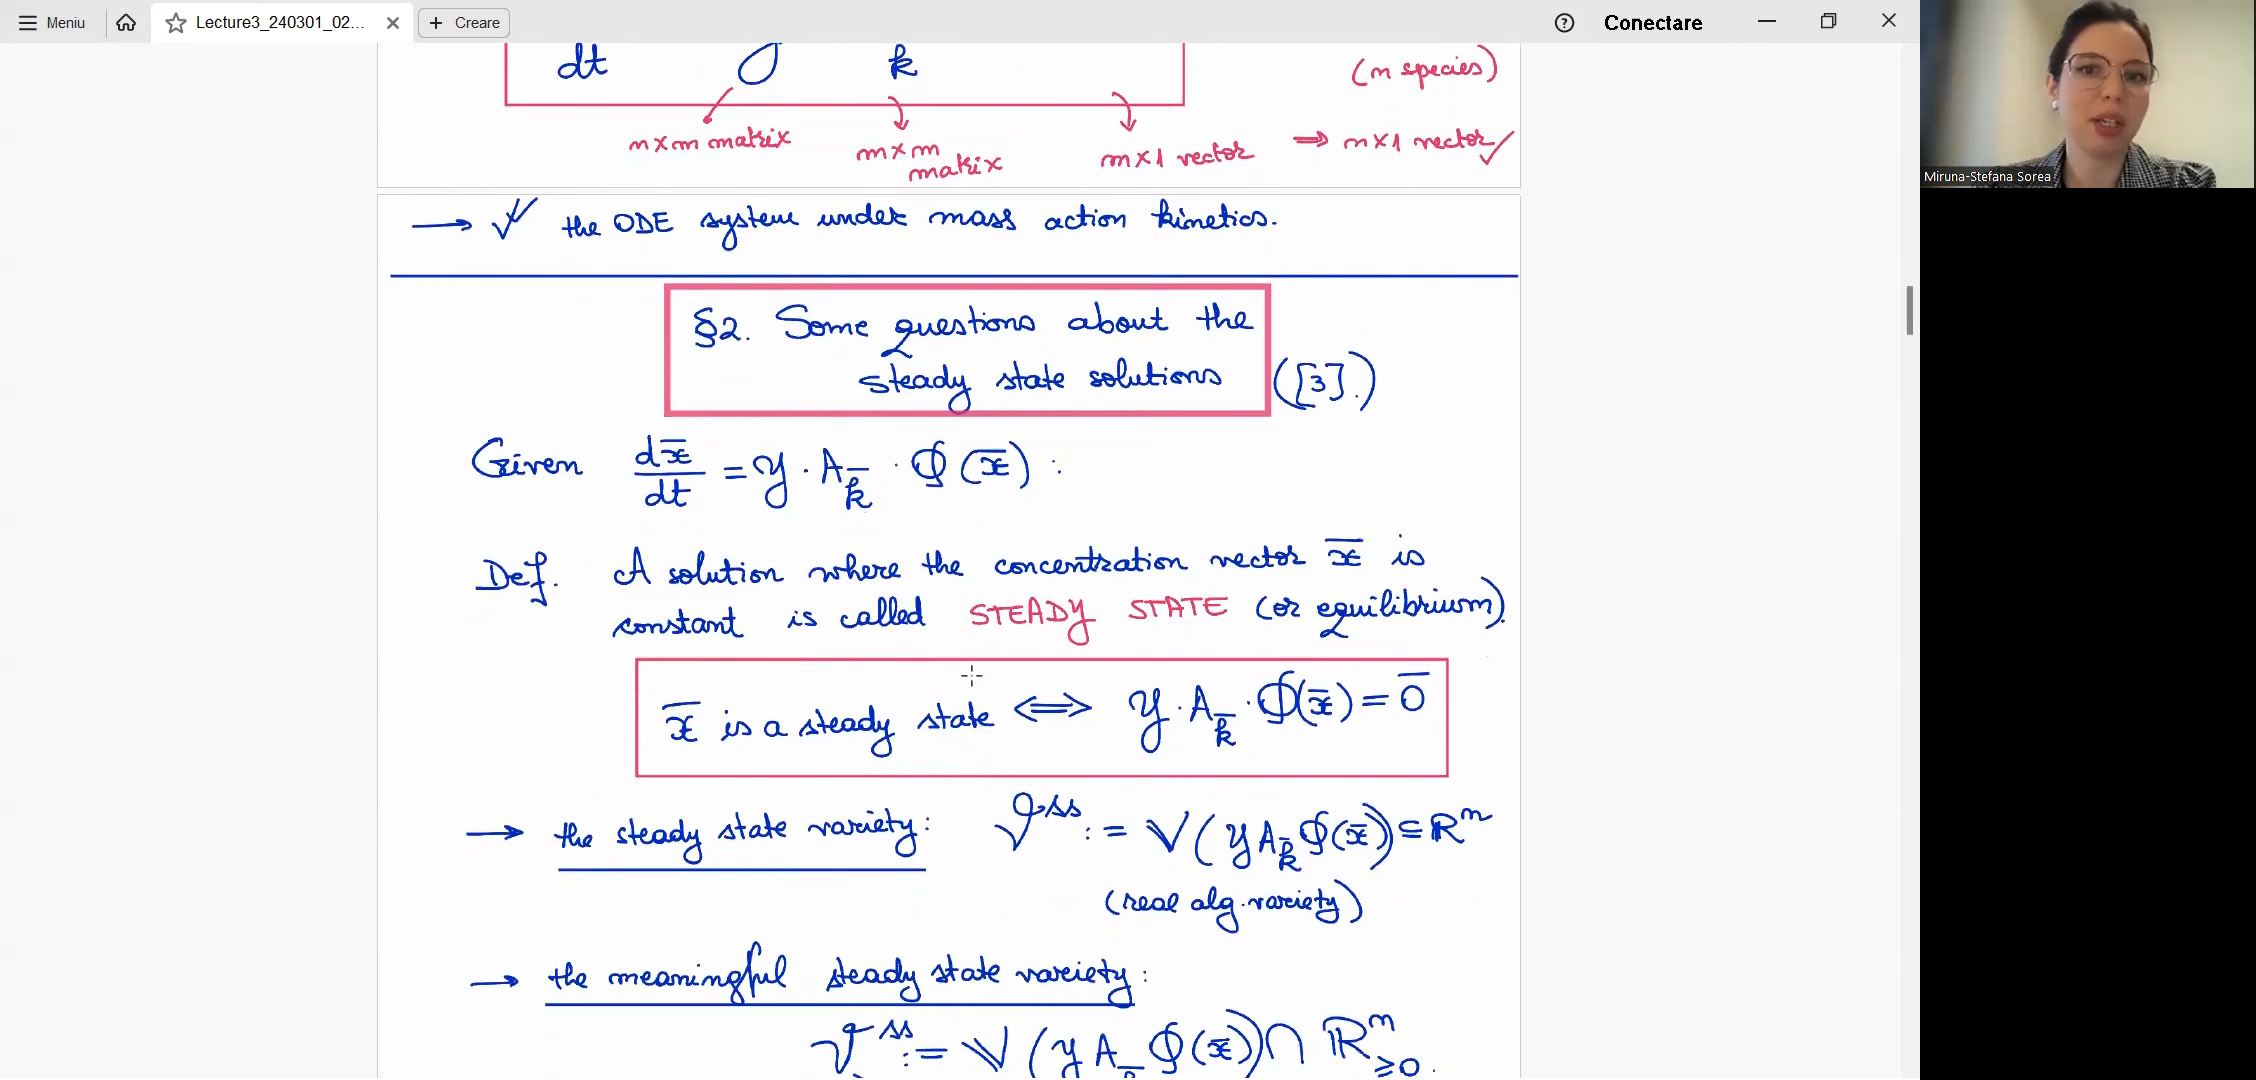 Meniu Lecture3_240301_02... Creare Conectare
dt y k̄ (n species)
n×m matrix m×m matrix m×1 vector ⟹ n×1 vector ✓
Miruna-Stefana Sorea
→ ✓ the ODE system under mass action kinetics.
§2. Some questions about the
steady state solutions ([3].)
Given dx̄/dt = Y · A_k̄ · Φ(x̄) :
Def. A solution where the concentration vector x̄ is
constant is called STEADY STATE (or equilibrium).
x̄ is a steady state ⟺ Y · A_k̄ · Φ(x̄) = 0̄
→ the steady state variety: V^ss := V(Y A_k̄ Φ(x̄)) ⊆ R^n
(real alg. variety)
→ the meaningful steady state variety:
V^ss := V(Y A_k̄ Φ(x̄)) ∩ R^n_≥0.